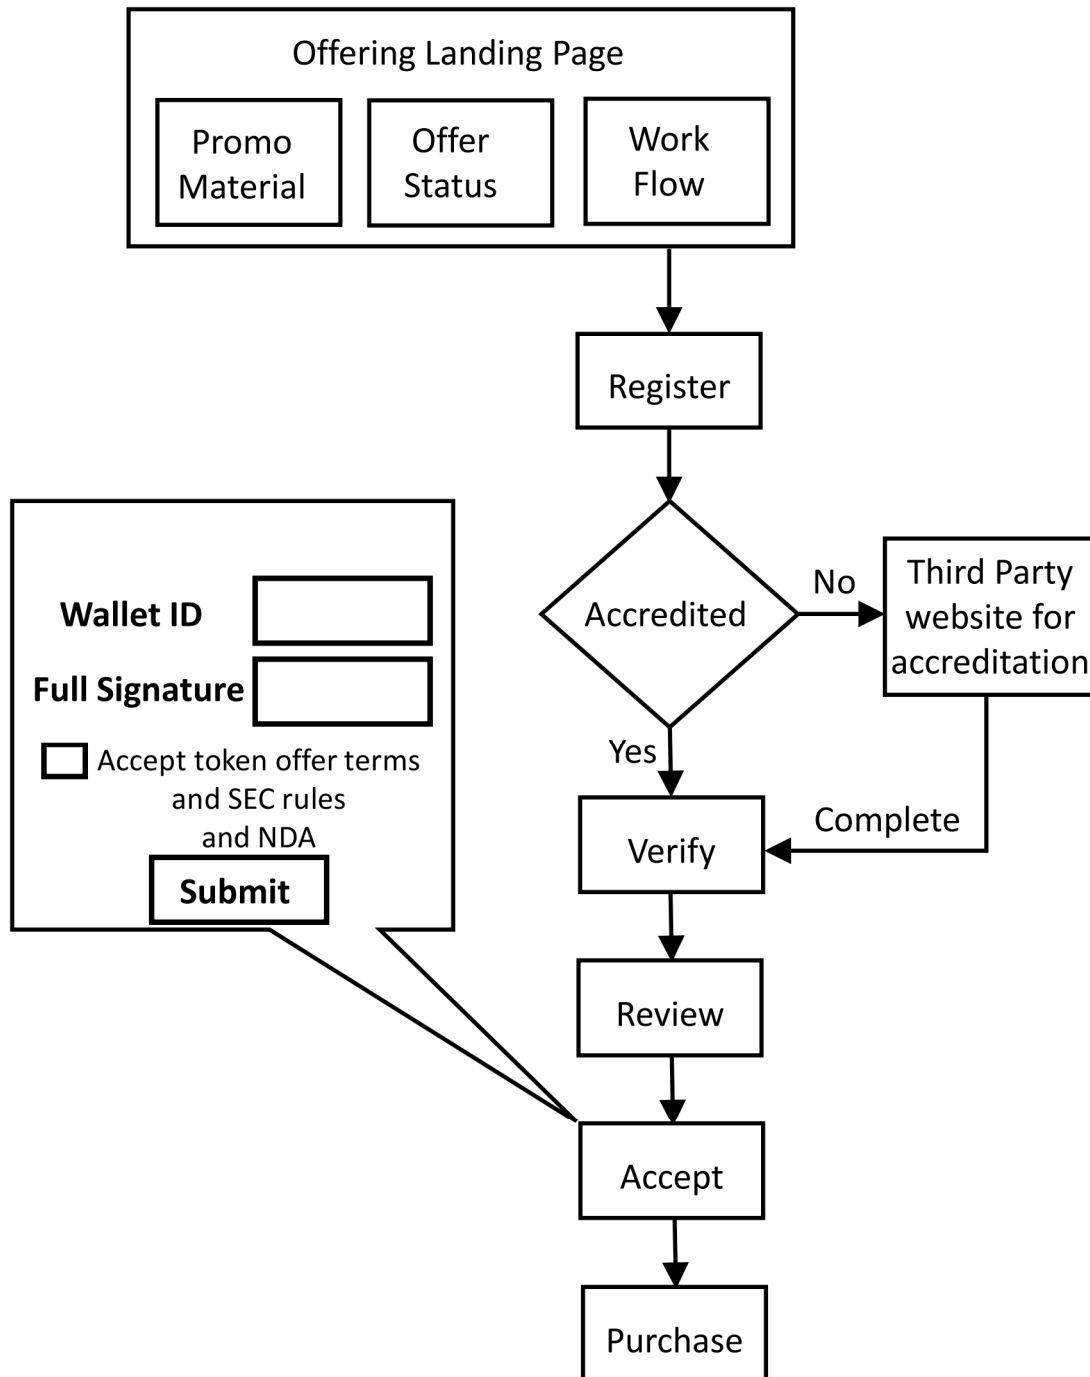 Offering Landing Page
Promo
Material
Offer
Status
Work
Flow
Register
Accredited
No
Third Party
website for
accreditation
Yes
Complete
Verify
Review
Wallet ID
Full Signature
Accept token offer terms
and SEC rules
and NDA
Submit
Accept
Purchase